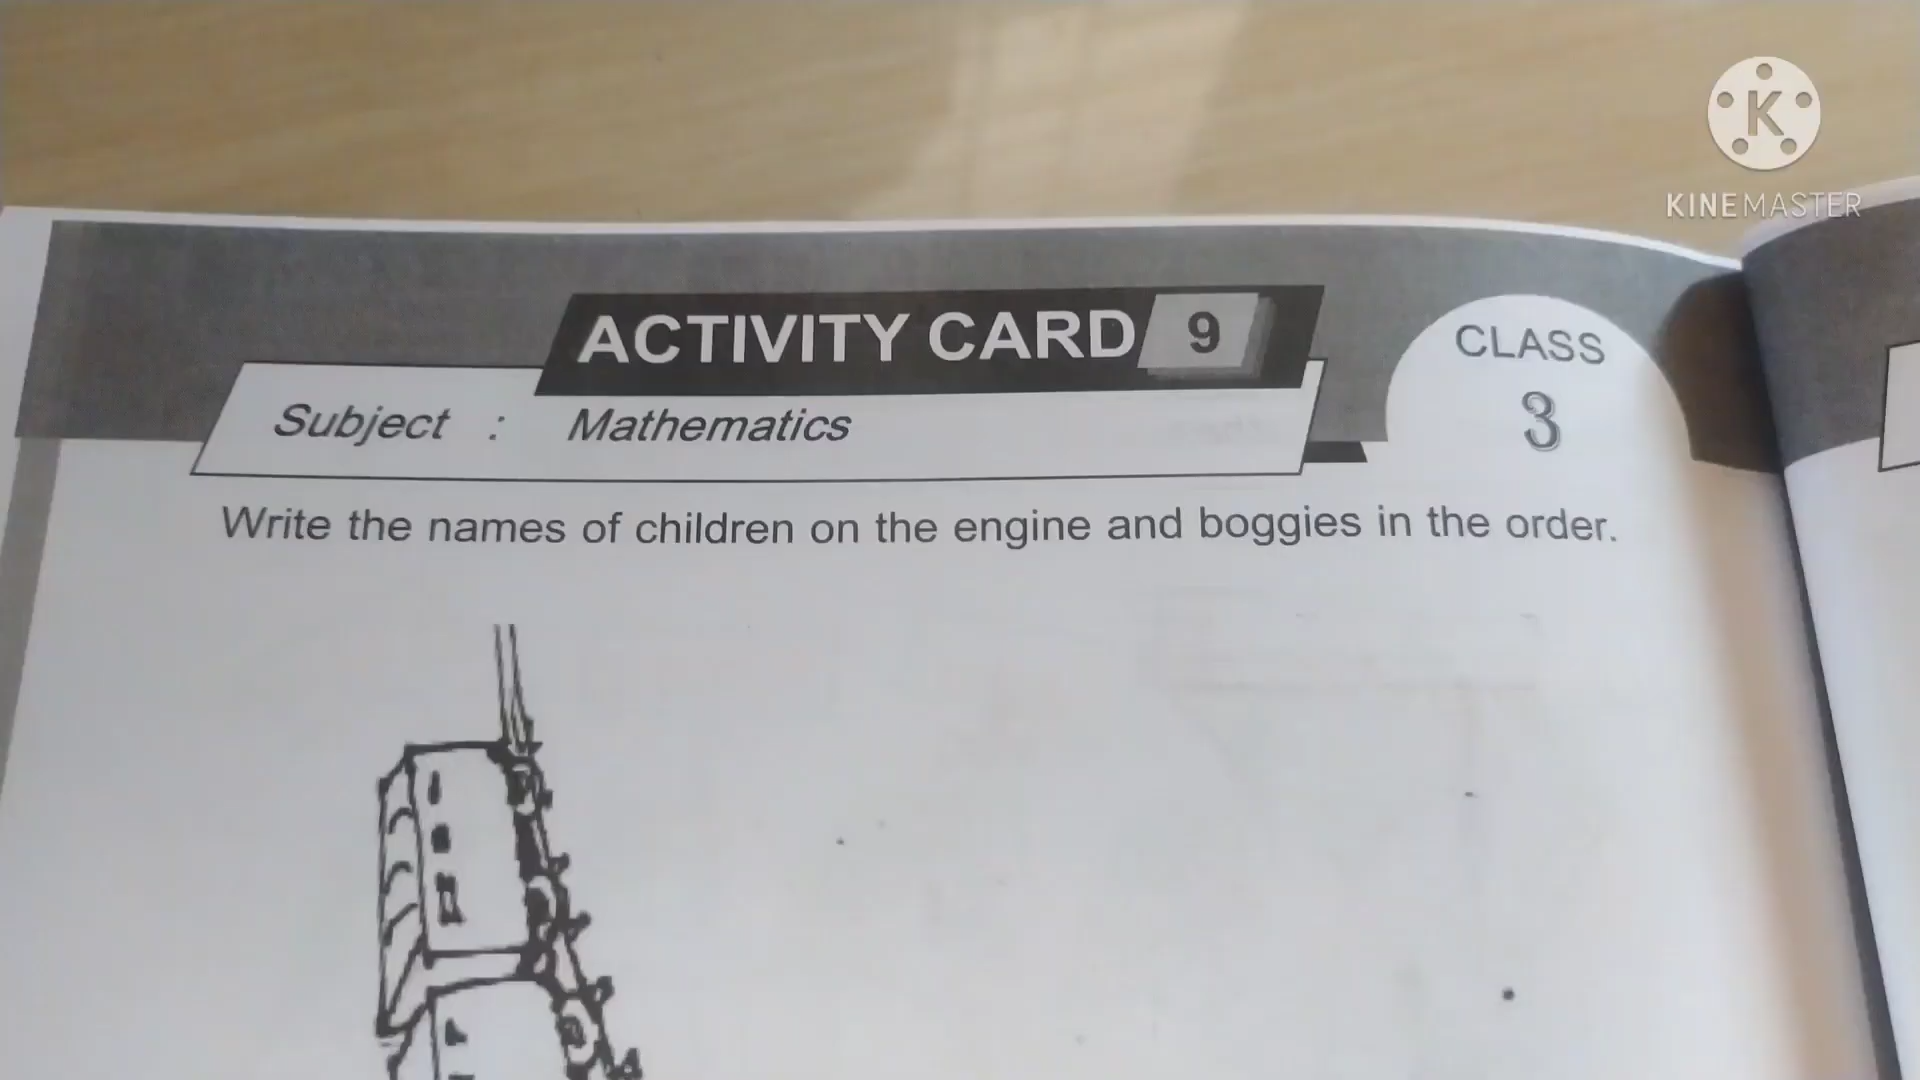 K
KINEMASTER
ACTIVITY CARD 9
CLASS
3
Subject : Mathematics
Write the names of children on the engine and boggies in the order.